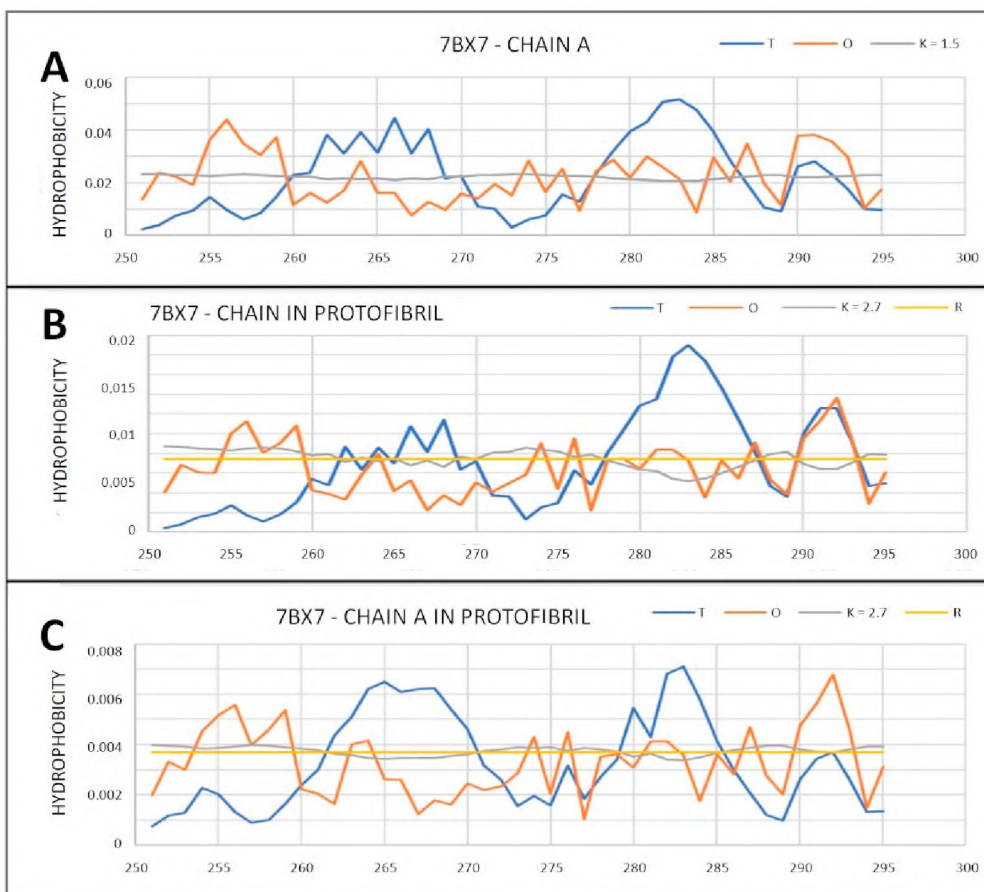 A
7BX7 - CHAIN A
T O K = 1.5
HYDROPHOBICITY
0,06
0,04
0,02
0
250 255 260 265 270 275 280 285 290 295 300
B
7BX7 - CHAIN IN PROTOFIBRIL
T O K = 2.7 R
HYDROPHOBICITY
0,02
0,015
0,01
0,005
0
250 250 260 265 270 275 280 285 290 295 300
C
7BX7 - CHAIN A IN PROTOFIBRIL
T O K = 2.7 R
HYDROPHOBICITY
0,008
0,006
0,004
0,002
0
250 255 260 265 270 275 280 285 290 295 300